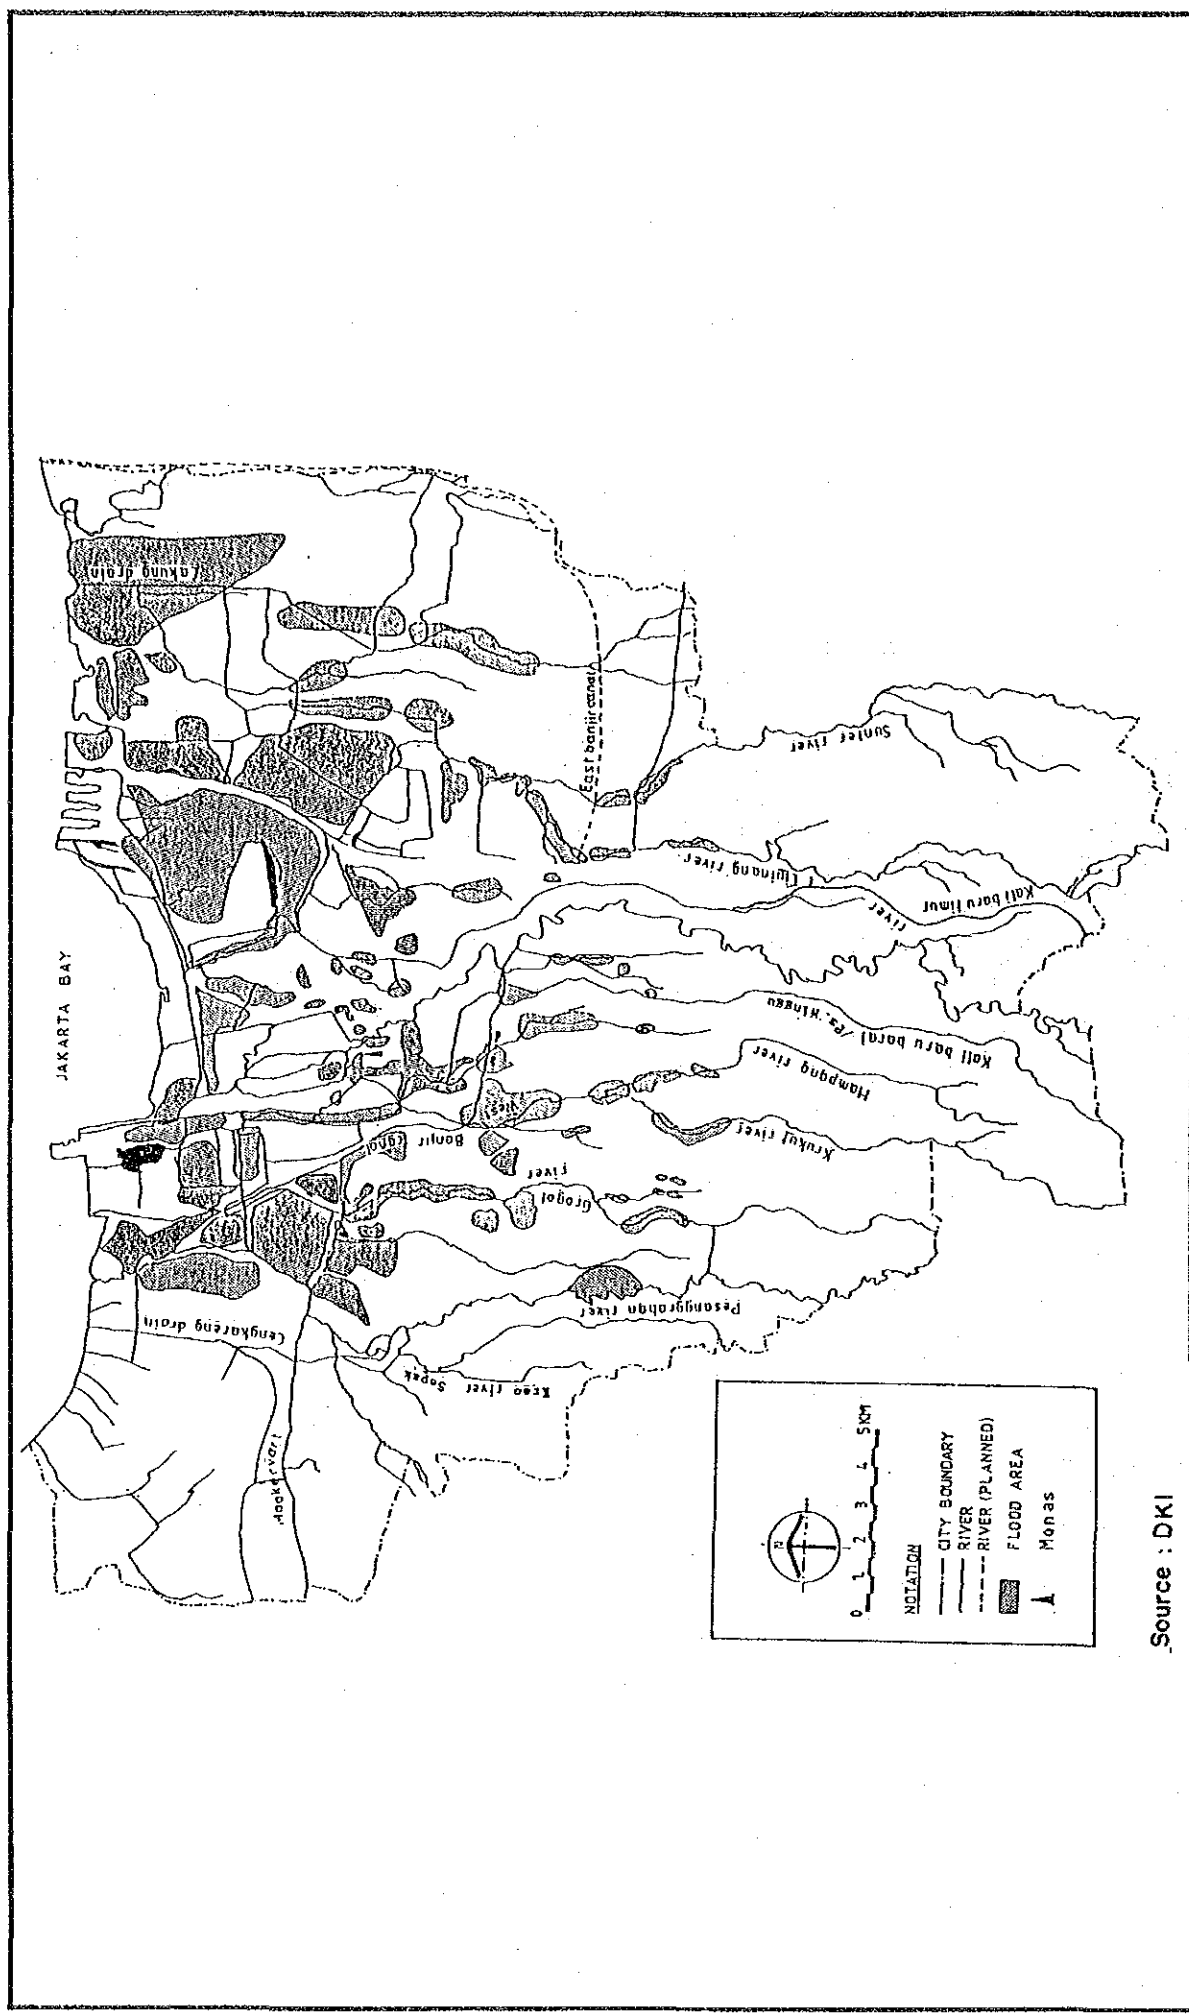 JAKARTA BAY
Cakung drain
East banjir canal
Sunter river
Cipinang river
Kali baru timur
river
Kali baru barat / Ps. Minggu
Mampang river
Krukut river
Banjir
canal
West
Grogol
river
Pesanggrahan river
Cengkareng drain
Sepak
river
Mookervart
N
0 1 2 3 4 5KM
NOTATION
CITY BOUNDARY
RIVER
RIVER (PLANNED)
FLOOD AREA
Monas
Source : DKI